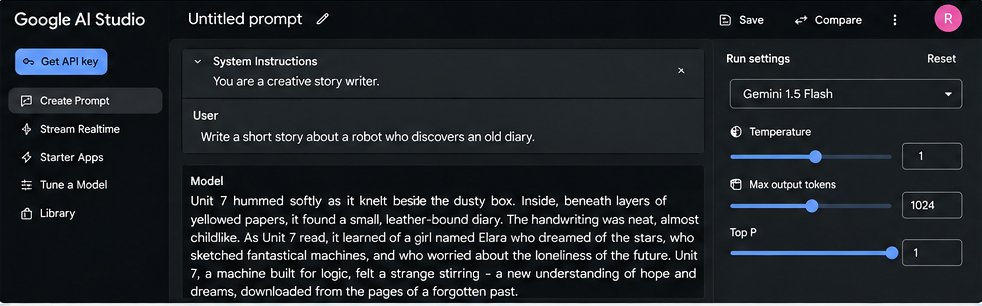 Google AI Studio
Untitled prompt
Save
Compare
R
Get API key
Create Prompt
Stream Realtime
Starter Apps
Tune a Model
Library
System Instructions
You are a creative story writer.
User
Write a short story about a robot who discovers an old diary.
Model
Unit 7 hummed softly as it knelt beside the dusty box. Inside, beneath layers of
yellowed papers, it found a small, leather-bound diary. The handwriting was neat, almost
childlike. As Unit 7 read, it learned of a girl named Elara who dreamed of the stars, who
sketched fantastical machines, and who worried about the loneliness of the future. Unit
7, a machine built for logic, felt a strange stirring – a new understanding of hope and
dreams, downloaded from the pages of a forgotten past.
Run settings
Reset
Gemini 1.5 Flash
Temperature
1
Max output tokens
1024
Top P
1